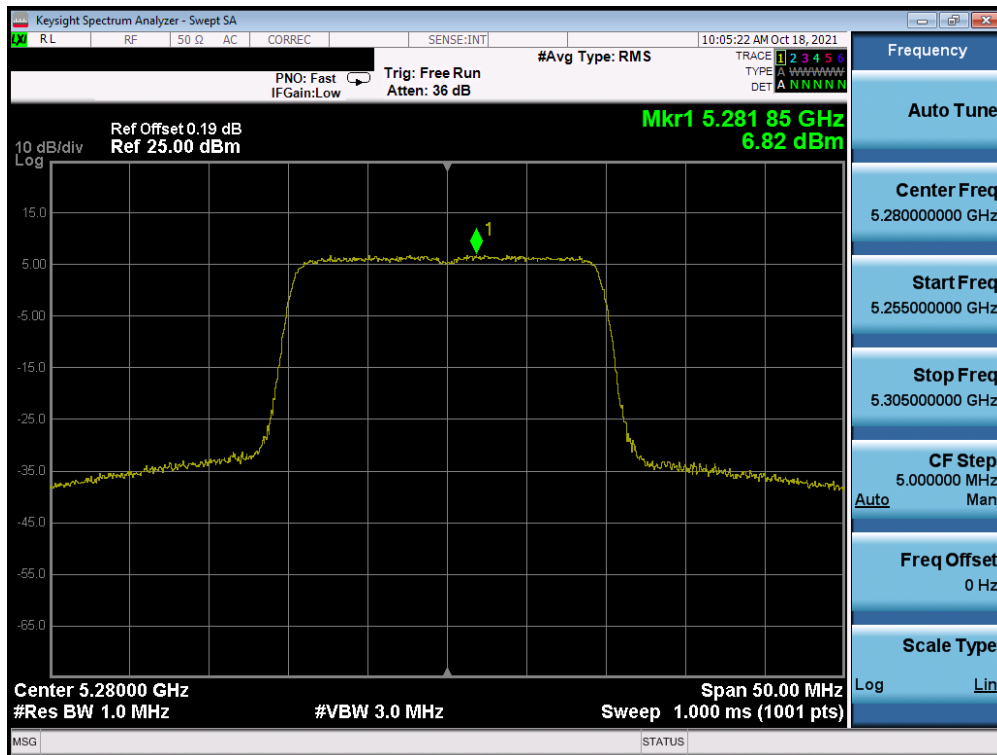 Keysight Spectrum Analyzer - Swept SA
LXI RL RF 50 Ω AC CORREC SENSE:INT 10:05:22 AM Oct 18, 2021
#Avg Type: RMS TRACE 1 2 3 4 5 6
PNO: Fast Trig: Free Run TYPE A WWWWWW
IFGain:Low Atten: 36 dB DET A N N N N N
Mkr1 5.281 85 GHz
Ref Offset 0.19 dB
10 dB/div Ref 25.00 dBm 6.82 dBm
Log
1
15.0
5.00
-5.00
-15.0
-25.0
-35.0
-45.0
-55.0
-65.0
Center 5.28000 GHz Span 50.00 MHz
#Res BW 1.0 MHz #VBW 3.0 MHz Sweep 1.000 ms (1001 pts)
MSG STATUS
Frequency
Auto Tune
Center Freq
5.280000000 GHz
Start Freq
5.255000000 GHz
Stop Freq
5.305000000 GHz
CF Step
5.000000 MHz
Auto Man
Freq Offset
0 Hz
Scale Type
Log Lin